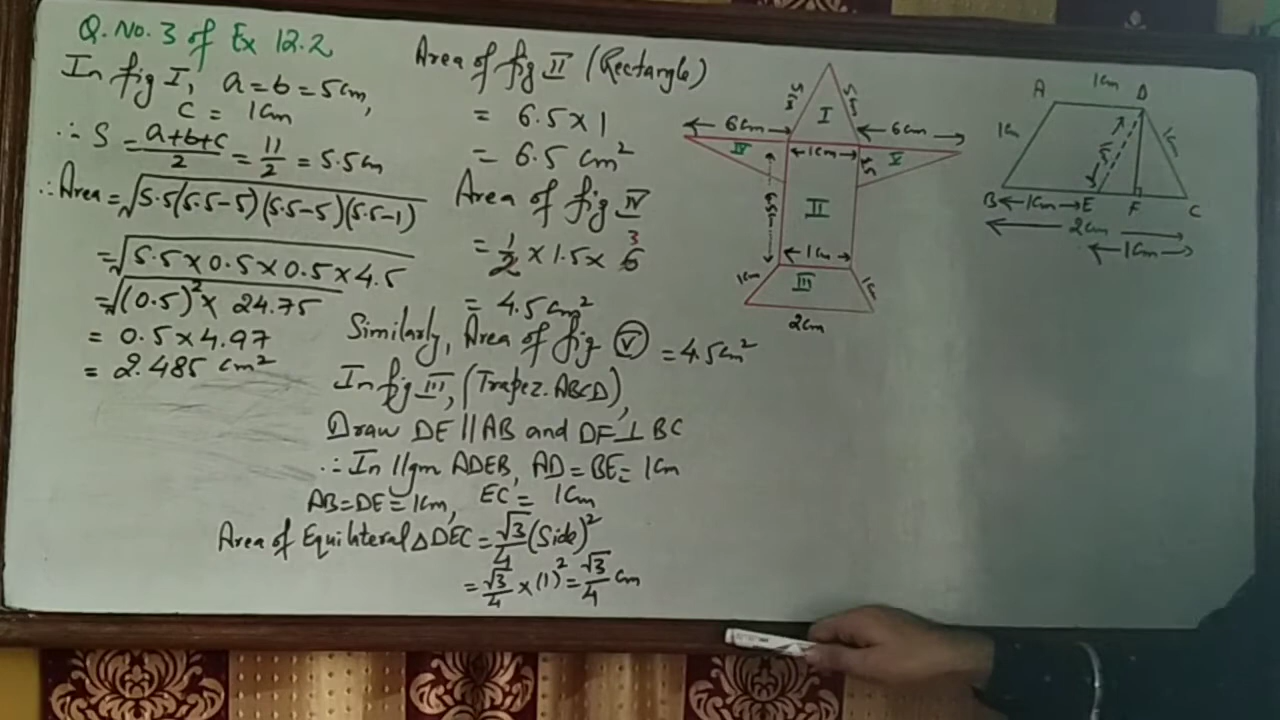 Q. No. 3 of Ex 12.2
In fig I, a = b = 5cm,
c = 1cm
∴ S = a+b+c/2 = 11/2 = 5.5cm
∴ Area = √5.5(5.5-5)(5.5-5)(5.5-1)
= √5.5×0.5×0.5×4.5
= √(0.5)²× 24.75
= 0.5×4.97
= 2.485 cm²
Area of fig II (Rectangle)
= 6.5×1
= 6.5 cm²
Area of fig IV
= 1/2 × 1.5 × 6 3
= 4.5 cm²
Similarly, Area of fig V = 4.5cm²
In fig III, (Trapez. ABCD),
Draw DE || AB and DF ⊥ BC
∴ In ||gm ADEB, AD = BE = 1cm
AB = DE = 1cm, EC = 1cm
Area of Equilateral △ DEC = √3/4 (Side)²
= √3/4 × (1)² = √3/4 cm
I
6cm
6cm
IV
1cm
V
II
1cm
1cm
III
1cm
2cm
1cm
A
D
1cm
B
1cm
E
F
C
2cm
1cm